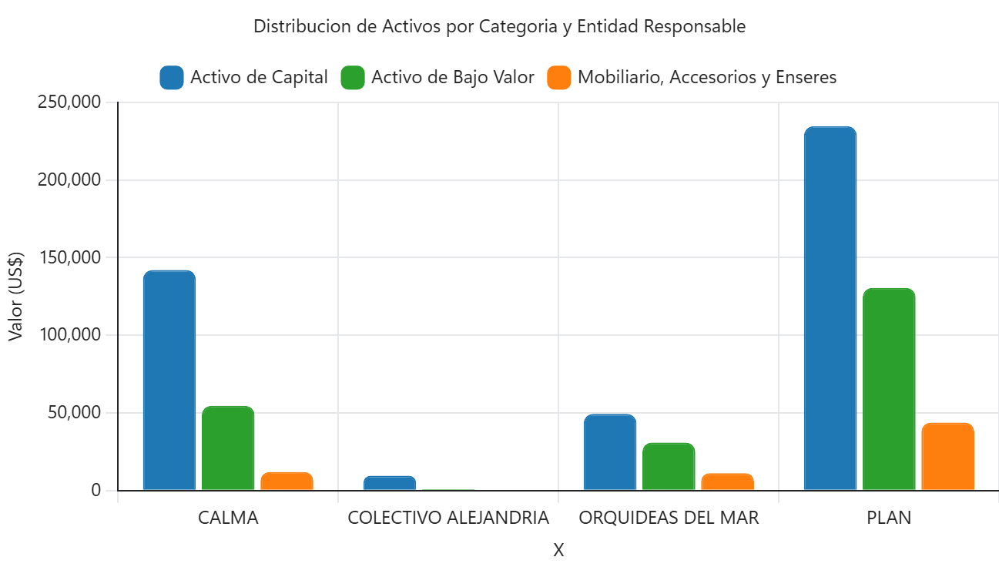 Distribucion de Activos por Categoria y Entidad Responsable
Activo de Capital Activo de Bajo Valor Mobiliario, Accesorios y Enseres
250,000
200,000
150,000
100,000
50,000
0
Valor (US$)
CALMA COLECTIVO ALEJANDRIA ORQUIDEAS DEL MAR PLAN
X